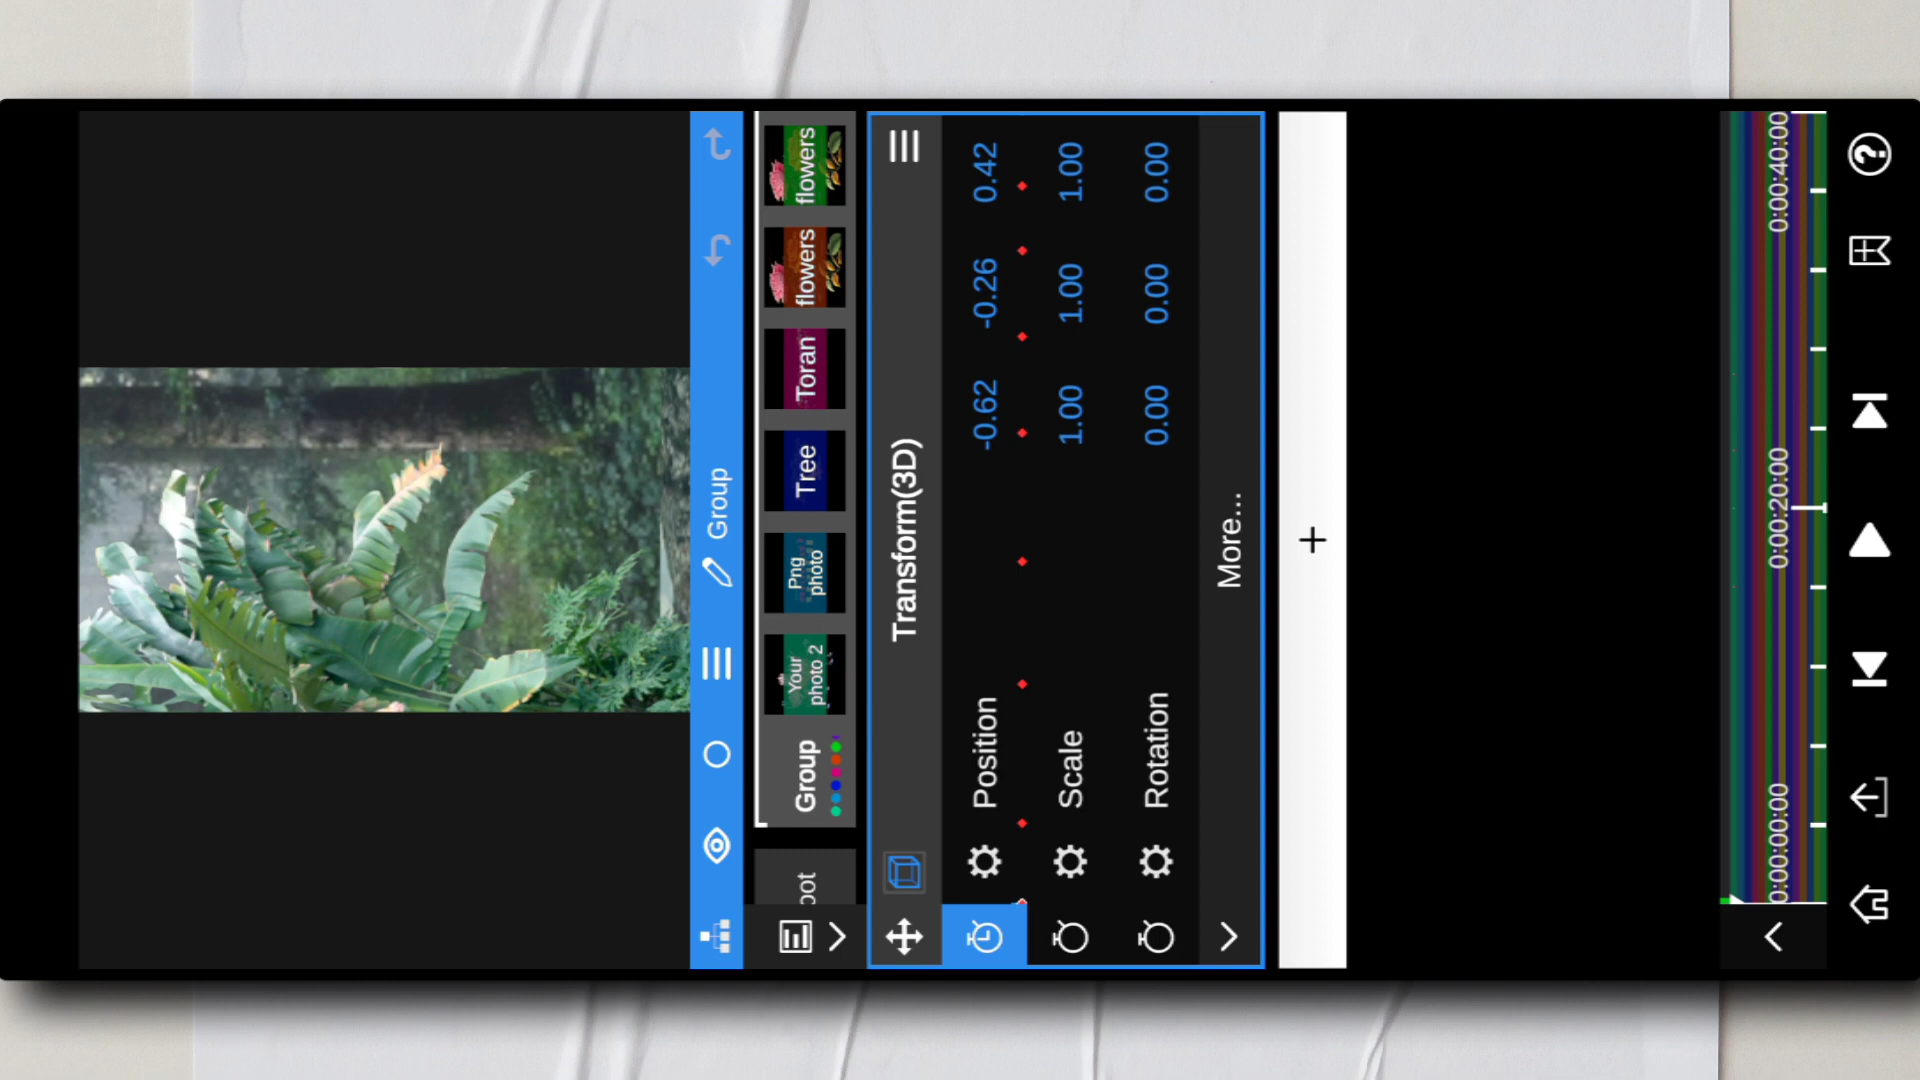 Group
oot
Group
Your
photo 2
Png
photo
Tree
Toran
flowers
flowers
Transform(3D)
Position -0.62 -0.26 0.42
Scale 1.00 1.00 1.00
Rotation 0.00 0.00 0.00
More...
+
0:00:00:00 0:00:20:00 0:00:40:00